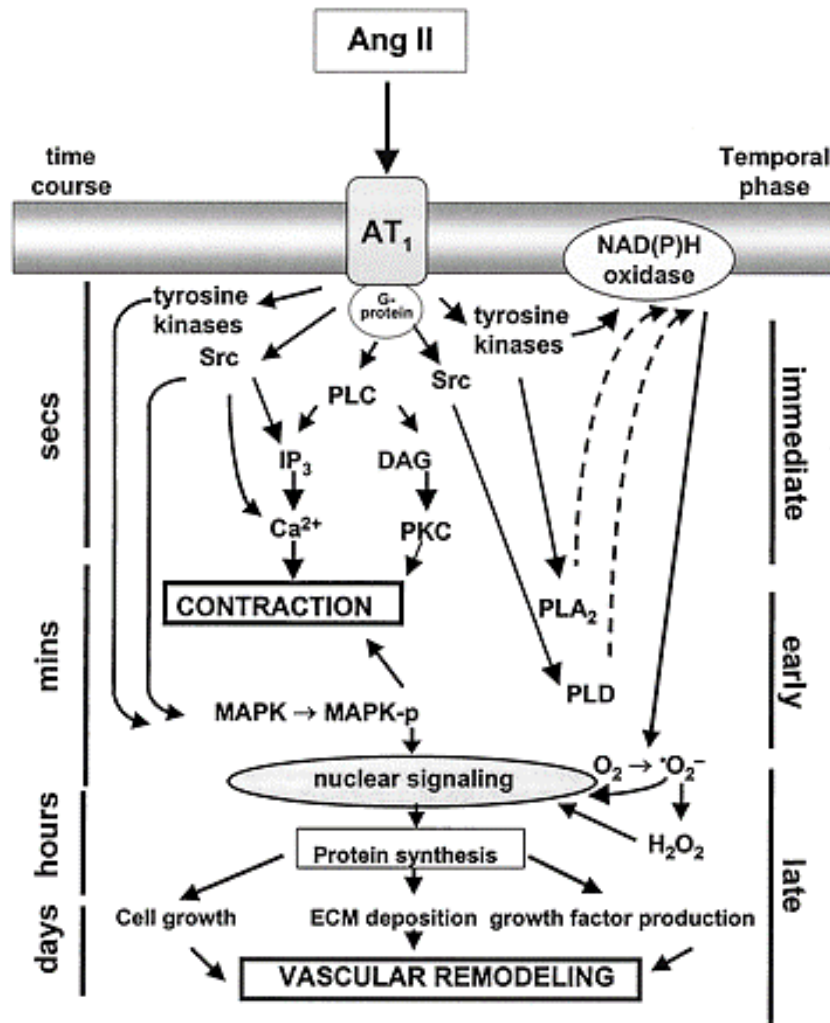 Ang II
time
course
Temporal
phase
AT₁
NAD(P)H
oxidase
G-
protein
tyrosine
kinases
Src
tyrosine
kinases
Src
PLC
IP₃
DAG
Ca²⁺
PKC
secs
immediate
CONTRACTION
PLA₂
PLD
mins
early
MAPK → MAPK-p
nuclear signaling
O₂ → •O₂⁻
H₂O₂
hours
late
Protein synthesis
Cell growth
ECM deposition
growth factor production
days
VASCULAR REMODELING